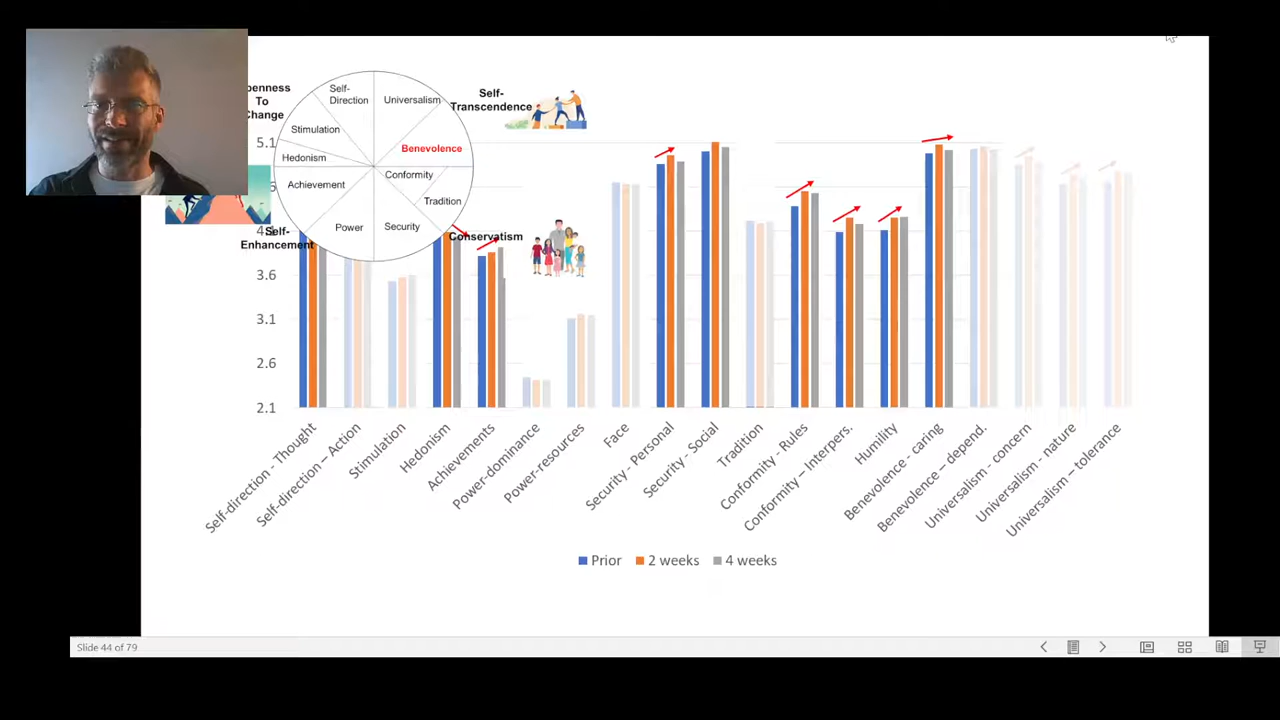 penness
To
Change
Self-
Direction
Universalism
Self-
Transcendence
Stimulation
Benevolence
Hedonism
Conformity
Achievement
Tradition
Power
Security
Self-
Enhancement
Conservatism
5.1
3.6
3.1
2.6
2.1
Self-direction - Thought
Self-direction – Action
Stimulation
Hedonism
Achievements
Power-dominance
Power-resources
Face
Security - Personal
Security - Social
Tradition
Conformity - Rules
Conformity – Interpers.
Humility
Benevolence - caring
Benevolence – depend.
Universalism - concern
Universalism - nature
Universalism – tolerance
Prior
2 weeks
4 weeks
Slide 44 of 79